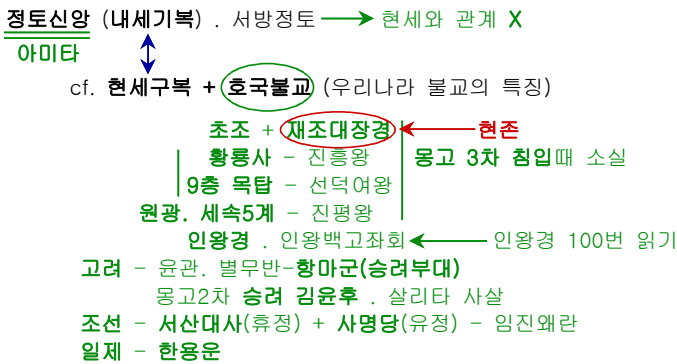 정토신앙 (내세기복) . 서방정토 → 현세와 관계 X
아미타
cf. 현세구복 + 호국불교 (우리나라 불교의 특징)
초조 + 재조대장경 ← 현존
황룡사 - 진흥왕 몽고 3차 침입때 소실
9층 목탑 - 선덕여왕
원광. 세속5계 - 진평왕
인왕경 . 인왕백고좌회 ← 인왕경 100번 읽기
고려 - 윤관. 별무반-항마군(승려부대)
몽고2차 승려 김윤후 . 살리타 사살
조선 - 서산대사(휴정) + 사명당(유정) - 임진왜란
일제 - 한용운